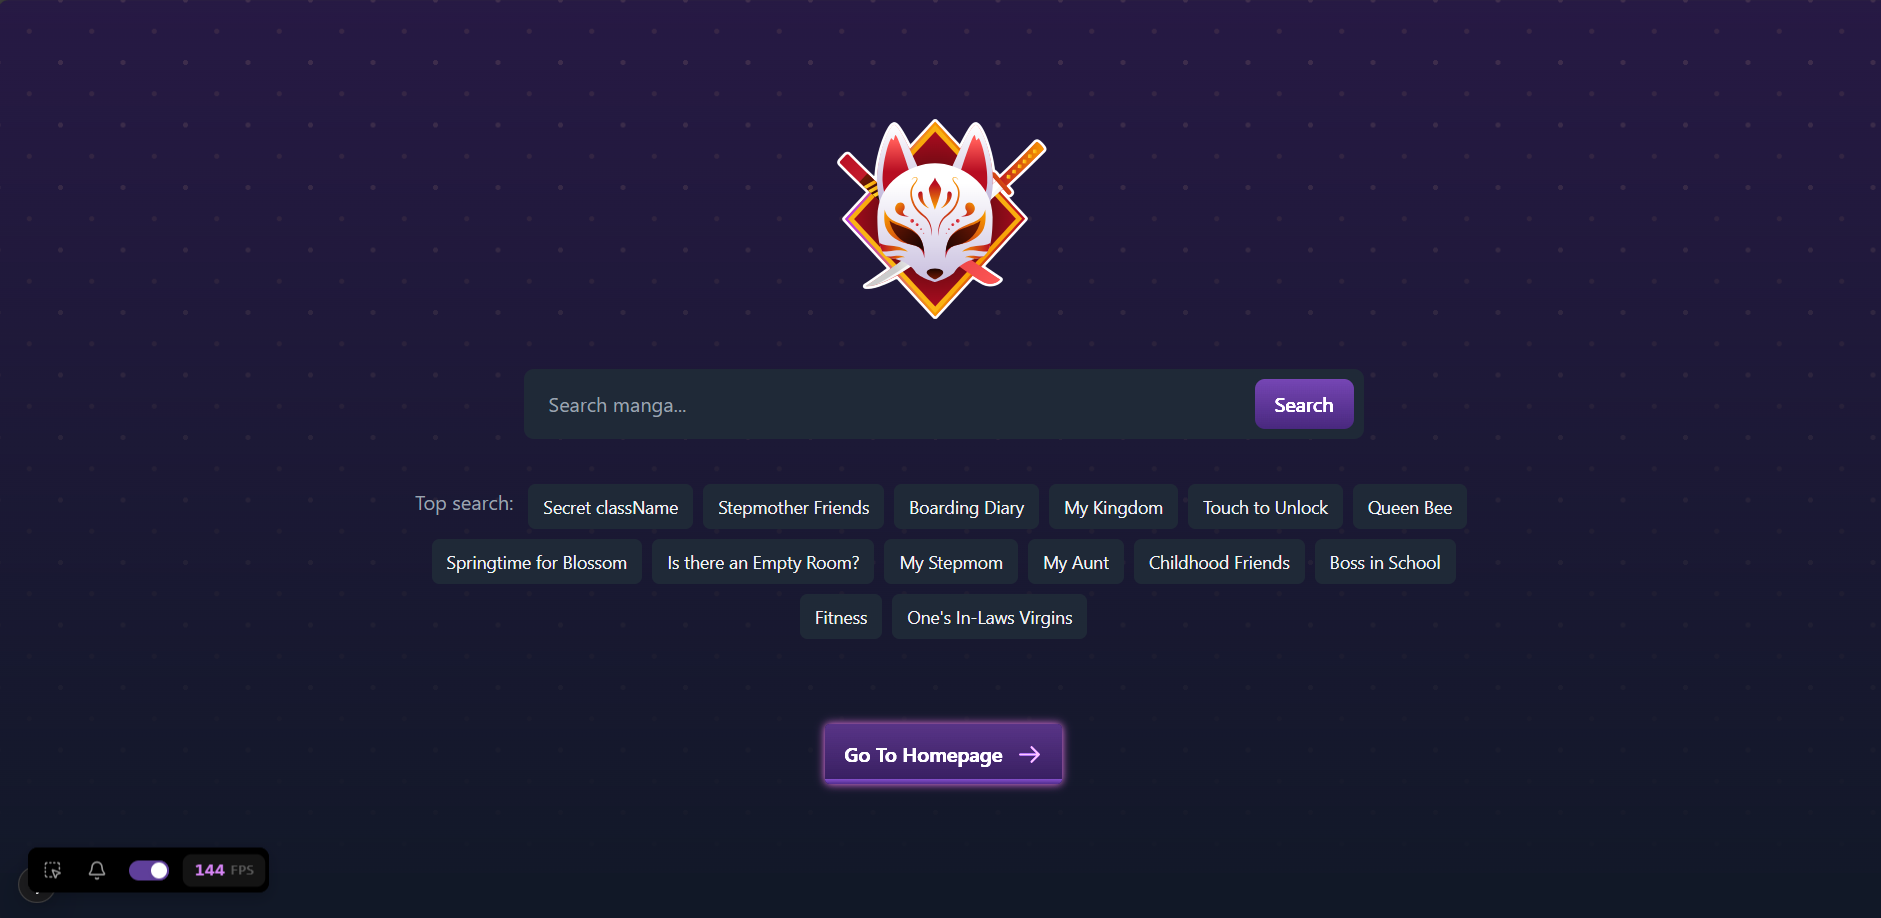 Search manga...
Search
Top search: Secret className Stepmother Friends Boarding Diary My Kingdom Touch to Unlock Queen Bee
Springtime for Blossom Is there an Empty Room? My Stepmom My Aunt Childhood Friends Boss in School
Fitness One's In-Laws Virgins
Go To Homepage
144 FPS